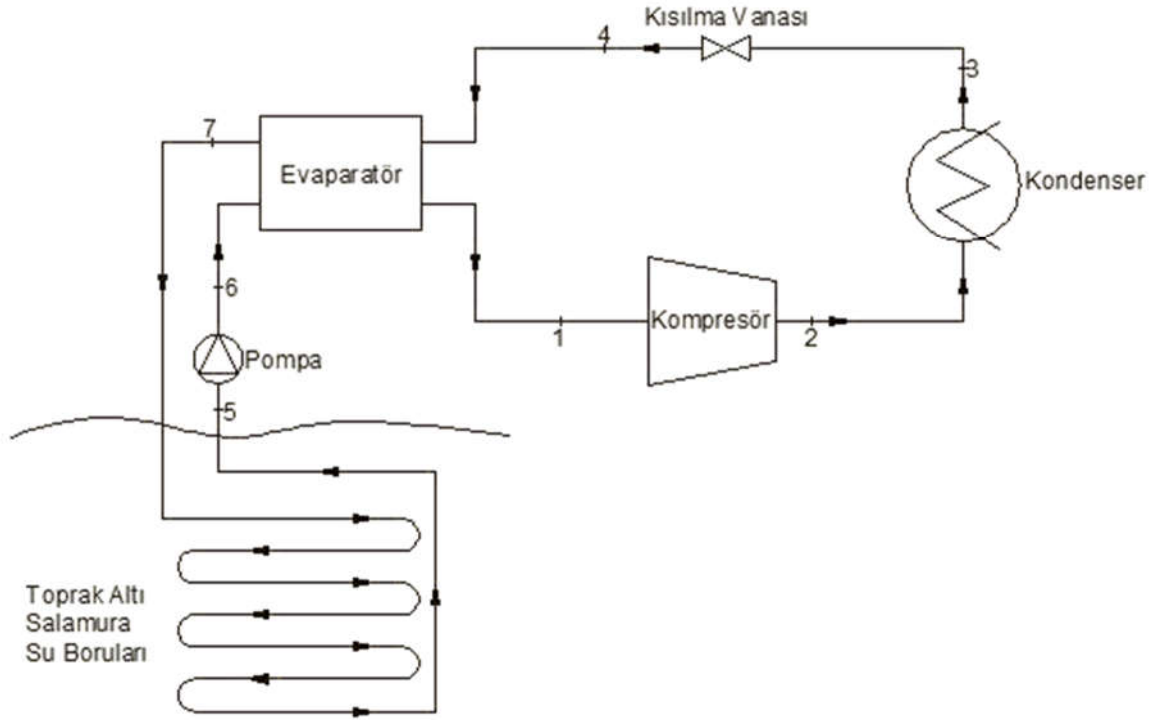 Kısılma Vanası
4
3
7
Evaparatör
Kondenser
6
Kompresör
1
2
Pompa
5
Toprak Altı
Salamura
Su Boruları